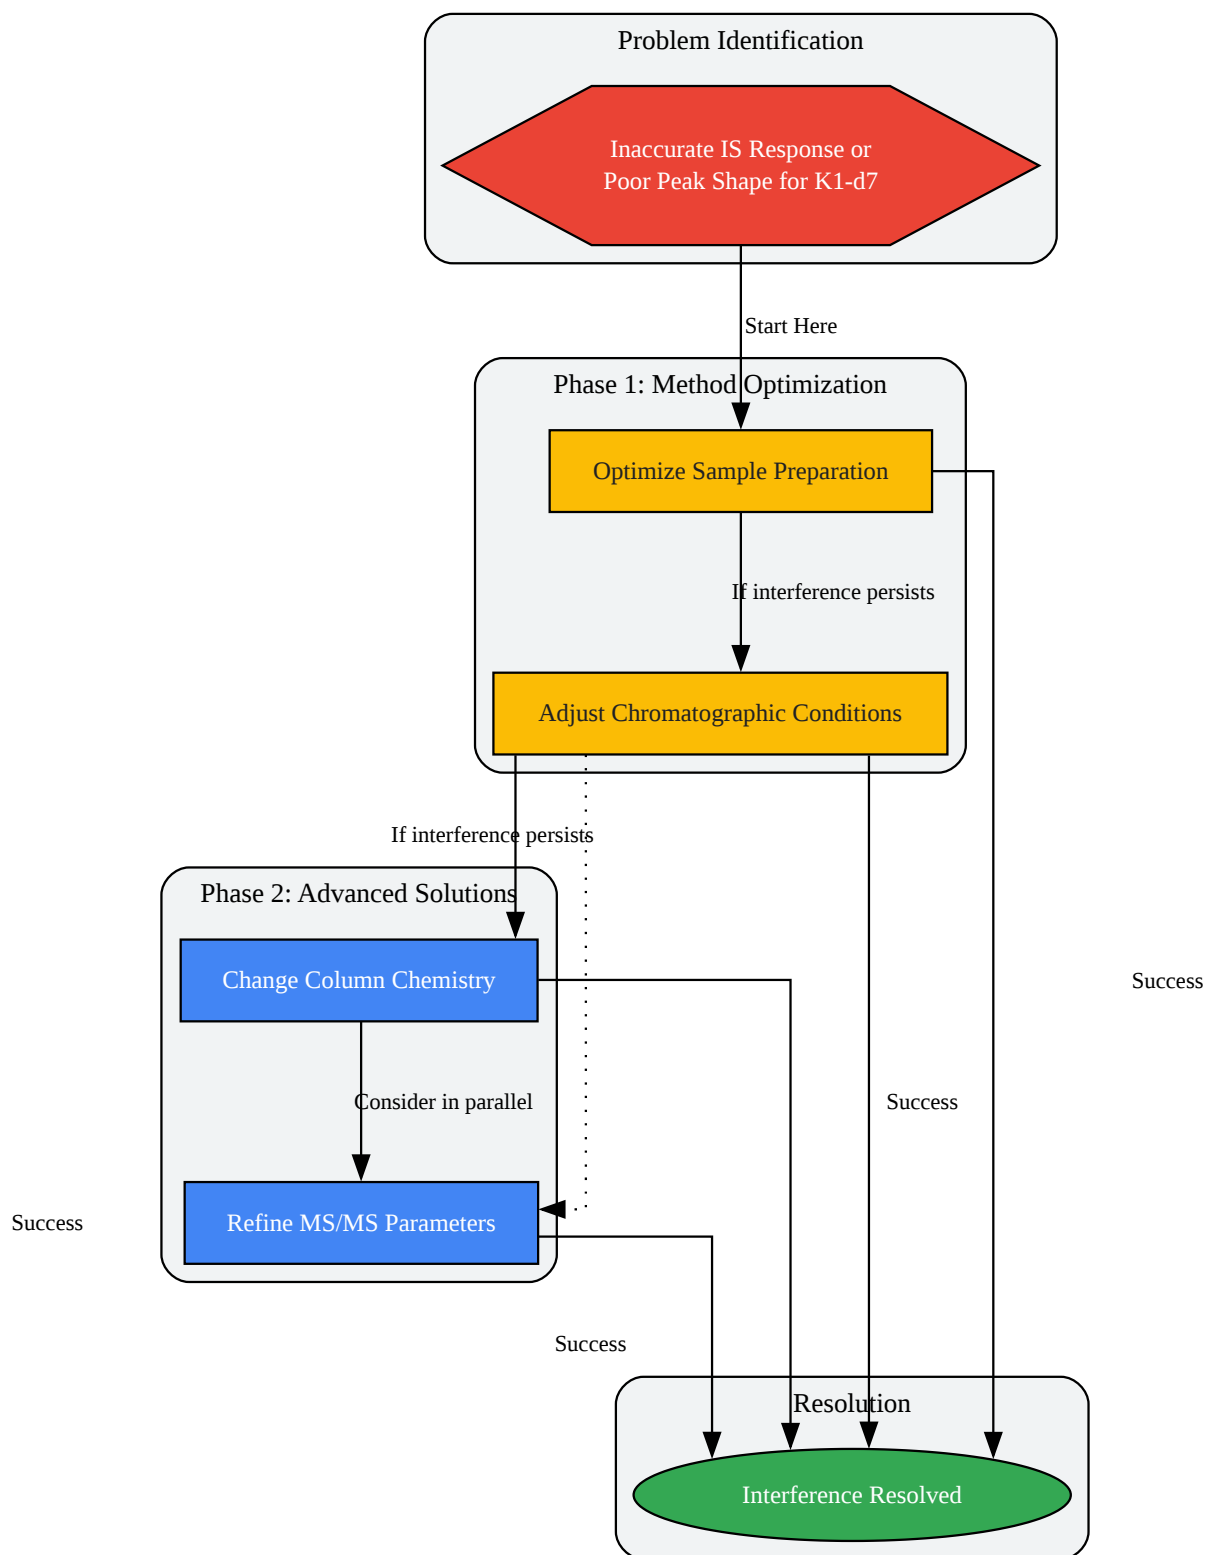 Problem Identification
Inaccurate IS Response or
Poor Peak Shape for K1-d7
Start Here
Phase 1: Method Optimization
Optimize Sample Preparation
If interference persists
Adjust Chromatographic Conditions
If interference persists
Phase 2: Advanced Solutions
Change Column Chemistry
Success
Consider in parallel
Success
Refine MS/MS Parameters
Success
Success
Resolution
Interference Resolved